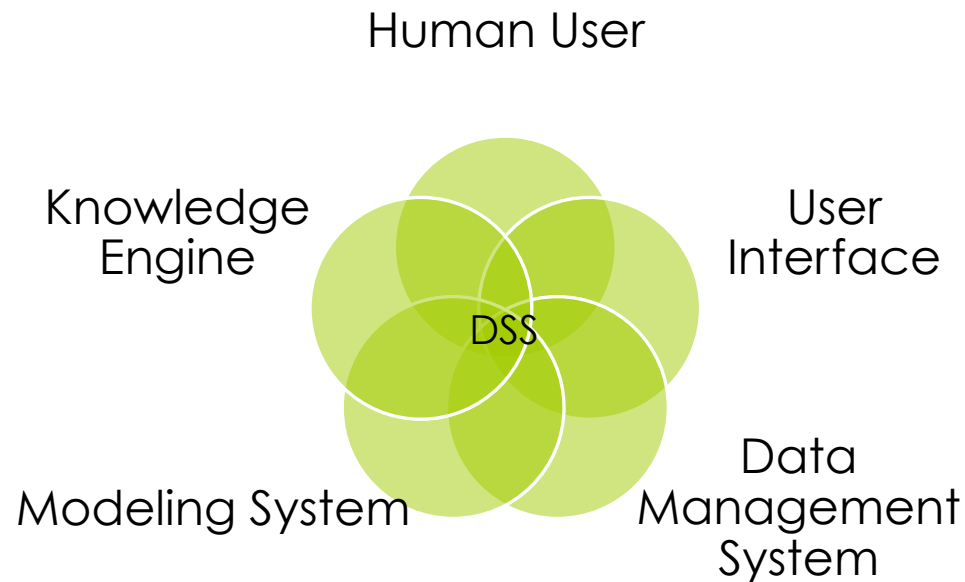 Human User
Knowledge
Engine
User
Interface
DSS
Modeling System
Data
Management
System